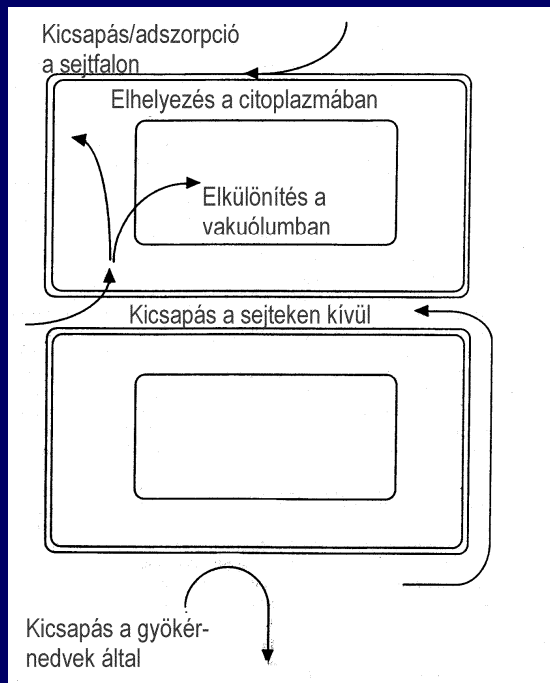 Kicsapás/adszorpció
a sejtfalon
Elhelyezés a citoplazmában
Elkülönítés a
vakuólumban
Kicsapás a sejteken kívül
Kicsapás a gyökér-
nedvek által